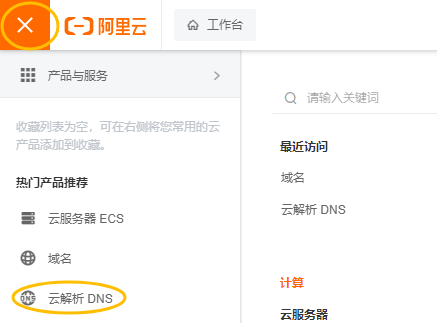 阿里云
工作台
产品与服务
请输入关键词
收藏列表为空，可在右侧将您常用的云
产品添加到收藏。
最近访问
热门产品推荐
域名
云服务器 ECS
云解析 DNS
域名
计算
DNS
云解析 DNS
云服务器